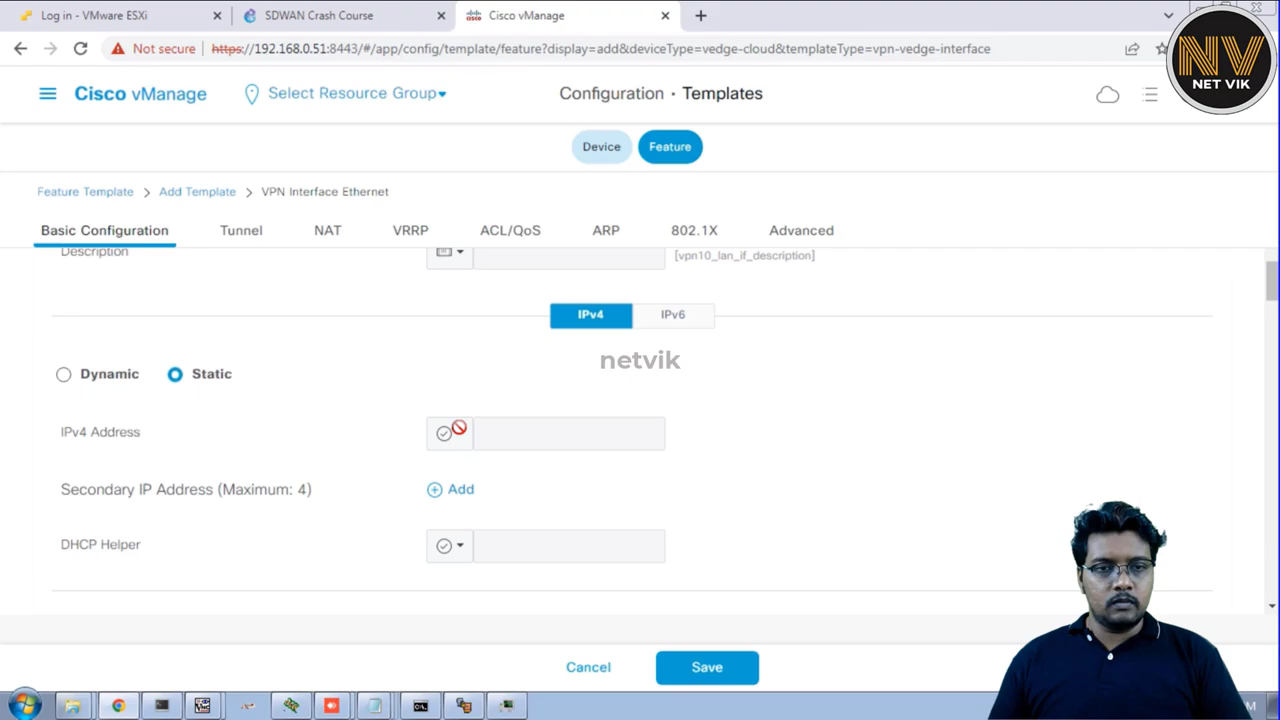 Log in - VMware ESXi
SDWAN Crash Course
Cisco vManage
Not secure https://192.168.0.51:8443/#/app/config/template/feature?display=add&deviceType=vedge-cloud&templateType=vpn-vedge-interface
NV
NET VIK
Cisco vManage
Select Resource Group
Configuration · Templates
Device
Feature
Feature Template > Add Template > VPN Interface Ethernet
Basic Configuration
Tunnel
NAT
VRRP
ACL/QoS
ARP
802.1X
Advanced
Description
[vpn10_lan_if_description]
IPv4
IPv6
netvik
Dynamic
Static
IPv4 Address
Secondary IP Address (Maximum: 4)
Add
DHCP Helper
Cancel
Save